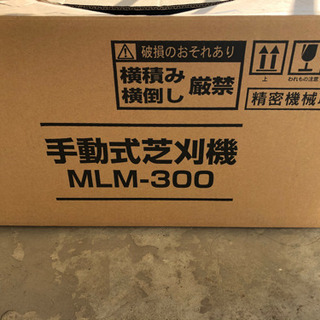 破損のおそれあり
横積み
横倒し
厳禁
上
われもの注意
精密機械
手動式芝刈機
MLM-300